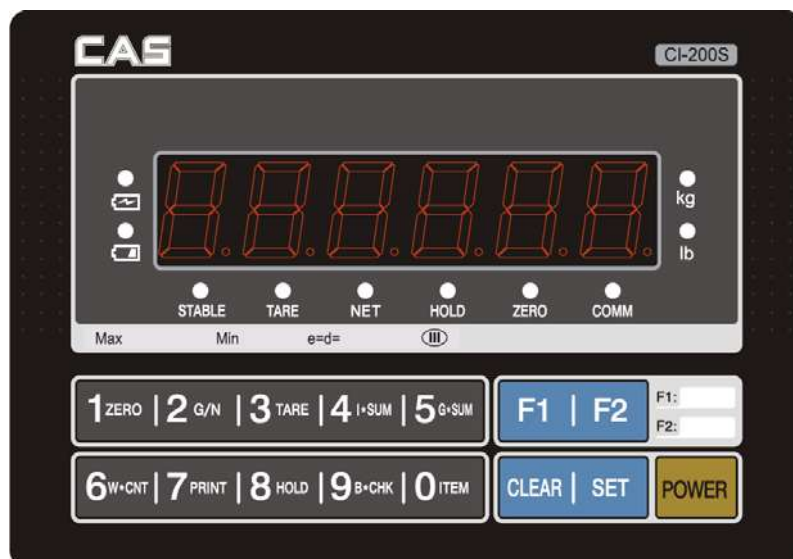 CAS
CI-200S
kg
lb
STABLE TARE NET HOLD ZERO COMM
Max Min e=d= III
1 ZERO | 2 G/N | 3 TARE | 4 I•SUM | 5 G•SUM
F1 | F2
F1:
F2:
6 W•CNT | 7 PRINT | 8 HOLD | 9 B•CHK | 0 ITEM
CLEAR | SET
POWER